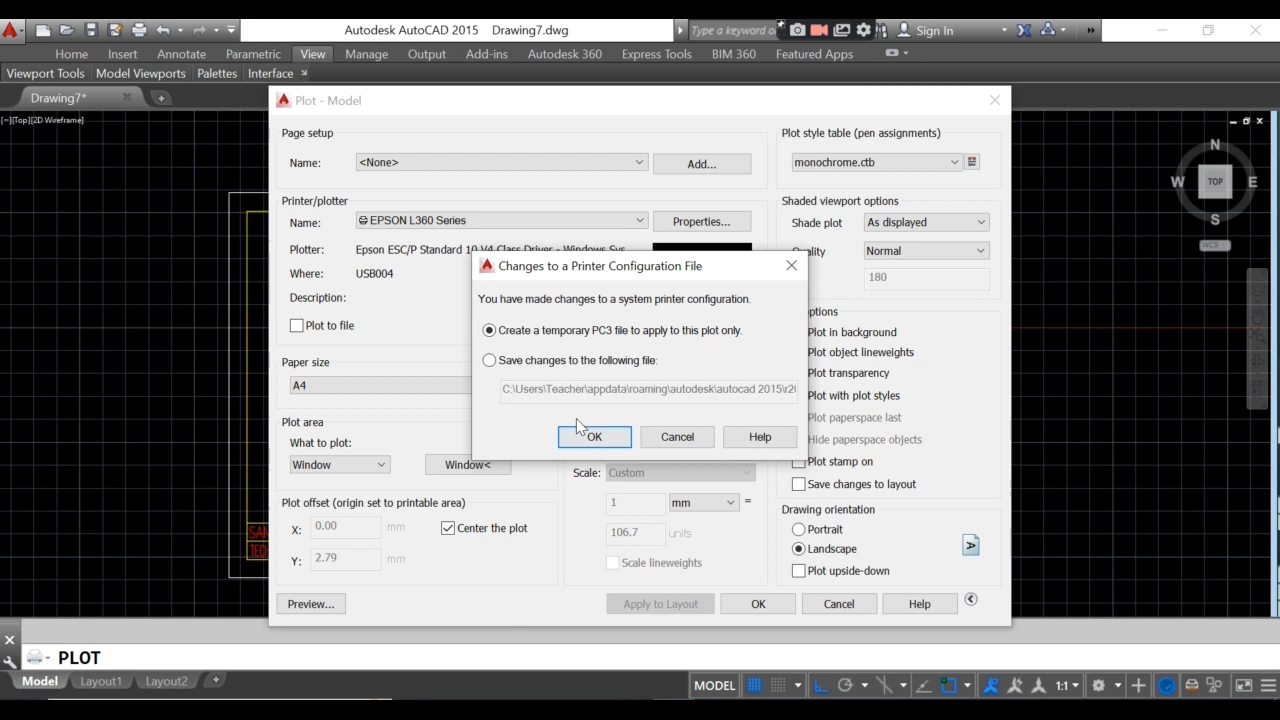 Autodesk AutoCAD 2015 Drawing7.dwg
Type a keyword o
Sign In
Home Insert Annotate Parametric View Manage Output Add-ins Autodesk 360 Express Tools BIM 360 Featured Apps
Viewport Tools Model Viewports Palettes Interface
Drawing7*
[−][Top][2D Wireframe]
N
W TOP E
S
WCS
Plot - Model
Page setup
Name: <None> Add...
Plot style table (pen assignments)
monochrome.ctb
Printer/plotter
Name: EPSON L360 Series Properties...
Plotter: Epson ESC/P Standard 10 V4 Class Driver - Windows Sys
Where: USB004
Description:
Plot to file
Shaded viewport options
Shade plot As displayed
Normal
180
Changes to a Printer Configuration File
You have made changes to a system printer configuration.
Create a temporary PC3 file to apply to this plot only.
Save changes to the following file:
C:\Users\Teacher\appdata\roaming\autodesk\autocad 2015\r2
OK Cancel Help
Plot in background
Plot object lineweights
Plot transparency
Plot with plot styles
Plot paperspace last
Hide paperspace objects
Plot stamp on
Save changes to layout
Paper size
A4
Plot area
What to plot:
Window Window<
Scale: Custom
1 mm =
106.7 units
Scale lineweights
Plot offset (origin set to printable area)
X: 0.00 mm Center the plot
Y: 2.79 mm
Drawing orientation
Portrait
Landscape
Plot upside-down
A
Preview... Apply to Layout OK Cancel Help
SAN
TECH
PLOT
Model Layout1 Layout2
MODEL 1:1